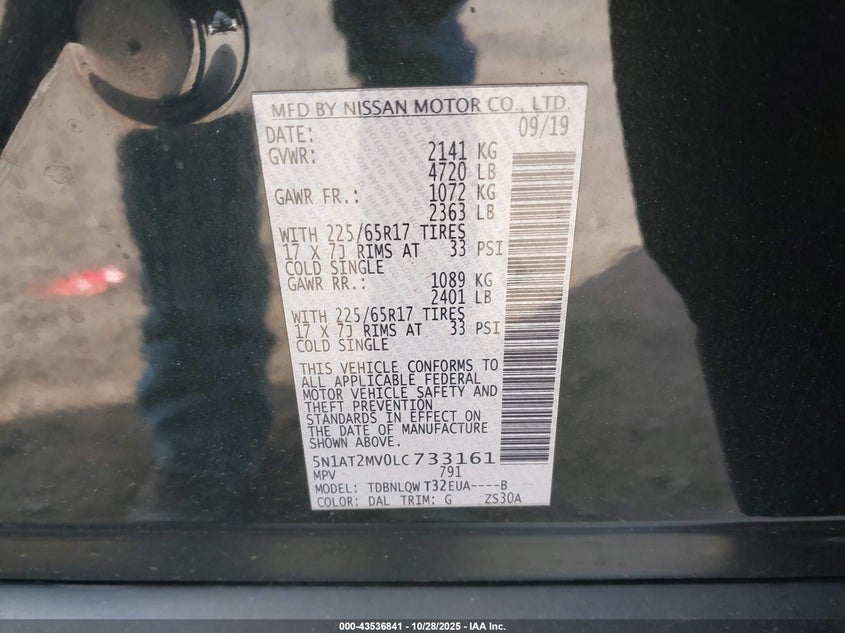 MFD BY NISSAN MOTOR CO., LTD.
DATE: 09/19
GVWR: 2141 KG
4720 LB
GAWR FR.: 1072 KG
2363 LB
WITH 225/65R17 TIRES
17 X 7J RIMS AT 33 PSI
COLD SINGLE
GAWR RR.: 1089 KG
2401 LB
WITH 225/65R17 TIRES
17 X 7J RIMS AT 33 PSI
COLD SINGLE
THIS VEHICLE CONFORMS TO
ALL APPLICABLE FEDERAL
MOTOR VEHICLE SAFETY AND
THEFT PREVENTION
STANDARDS IN EFFECT ON
THE DATE OF MANUFACTURE
SHOWN ABOVE.
5N1AT2MV0LC733161
MPV 791
MODEL: TDBNLQWT32EUA----B
COLOR: DAL TRIM: G ZS30A
000-43536841 | 10/28/2025 - IAA Inc.